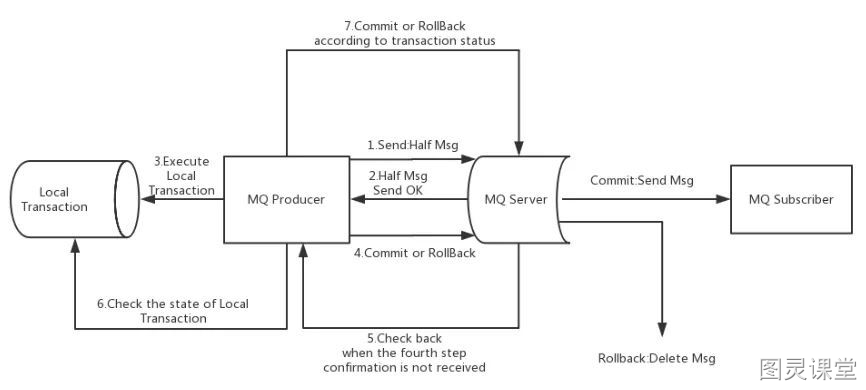 7.Commit or RollBack
according to transaction status
1.Send:Half Msg
3.Execute
Local
Transaction
2.Half Msg
Send OK
Local
Transaction
MQ Producer
MQ Server
Commit:Send Msg
MQ Subscriber
4.Commit or RollBack
6.Check the state of Local
Transaction
5.Check back
when the fourth step
confirmation is not received
Rollback:Delete Msg
图灵课堂